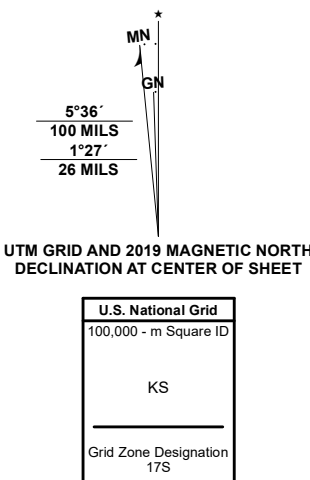 ★
MN
GN
5°36´
100 MILS
1°27´
26 MILS
UTM GRID AND 2019 MAGNETIC NORTH
DECLINATION AT CENTER OF SHEET
U.S. National Grid
100,000 - m Square ID
KS
Grid Zone Designation
17S